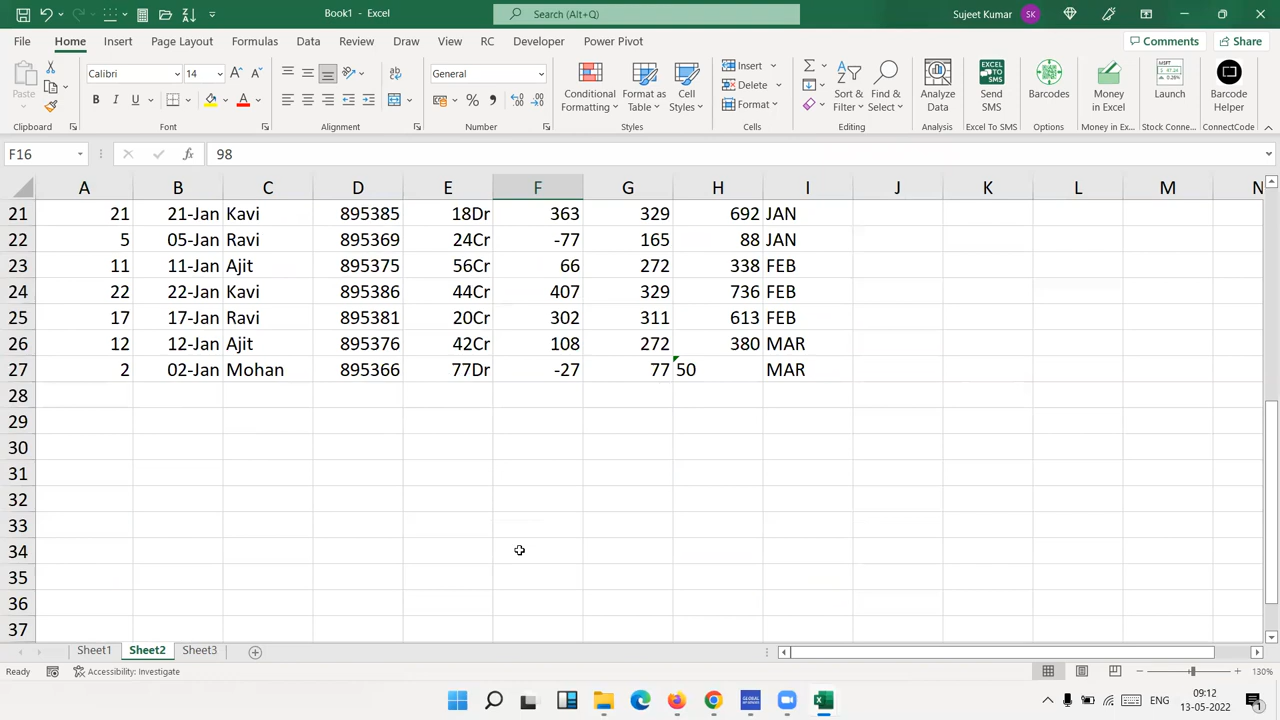 Book1 - Excel
Search (Alt+Q)
Sujeet Kumar
SK
File Home Insert Page Layout Formulas Data Review View Draw RC Developer Power Pivot
Comments Share
Paste
Calibri 14
B I U
General
Conditional Formatting
Format as Table
Cell Styles
Insert
Delete
Format
Sort & Filter
Find & Select
Analyze Data
Send SMS
Barcodes
Money in Excel
Launch
Barcode Helper
Clipboard Font Alignment Number Styles Cells Editing Analysis Excel To SMS Options Money in Ex... Stock Conne... ConnectCode
F16 fx 98
A B C D E F G H I J K L M N
21 21 21-Jan Kavi 895385 18Dr 363 329 692 JAN
22 5 05-Jan Ravi 895369 24Cr -77 165 88 JAN
23 11 11-Jan Ajit 895375 56Cr 66 272 338 FEB
24 22 22-Jan Kavi 895386 44Cr 407 329 736 FEB
25 17 17-Jan Ravi 895381 20Cr 302 311 613 FEB
26 12 12-Jan Ajit 895376 42Cr 108 272 380 MAR
27 2 02-Jan Mohan 895366 77Dr -27 77 50 MAR
28
29
30
31
32
33
34
35
36
37
Sheet1 Sheet2 Sheet3
Ready Accessibility: Investigate 130%
ENG
09:12
13-05-2022